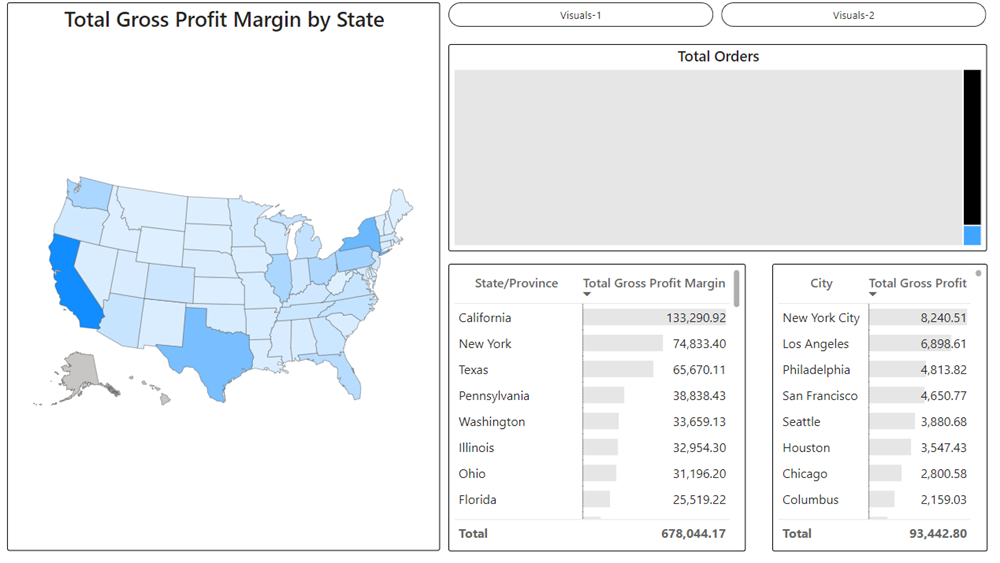 Total Gross Profit Margin by State
Visuals-1
Visuals-2
Total Orders
State/Province Total Gross Profit Margin
California 133,290.92
New York 74,833.40
Texas 65,670.11
Pennsylvania 38,838.43
Washington 33,659.13
Illinois 32,954.30
Ohio 31,196.20
Florida 25,519.22
Total 678,044.17
City Total Gross Profit
New York City 8,240.51
Los Angeles 6,898.61
Philadelphia 4,813.82
San Francisco 4,650.77
Seattle 3,880.68
Houston 3,547.43
Chicago 2,800.58
Columbus 2,159.03
Total 93,442.80